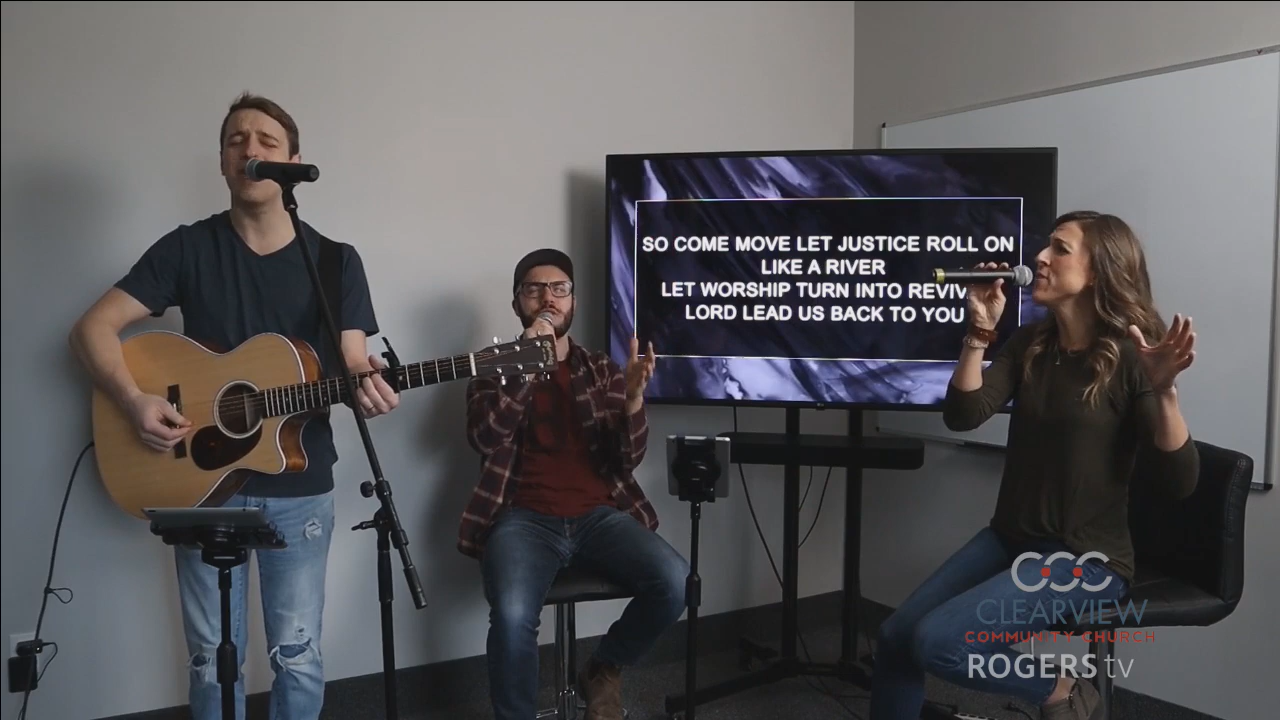 SO COME MOVE LET JUSTICE ROLL ON
LIKE A RIVER
LET WORSHIP TURN INTO
LORD LEAD US BACK TO YOU
CCC
CLEARVIEW
COMMUNITY CHURCH
ROGERS tv